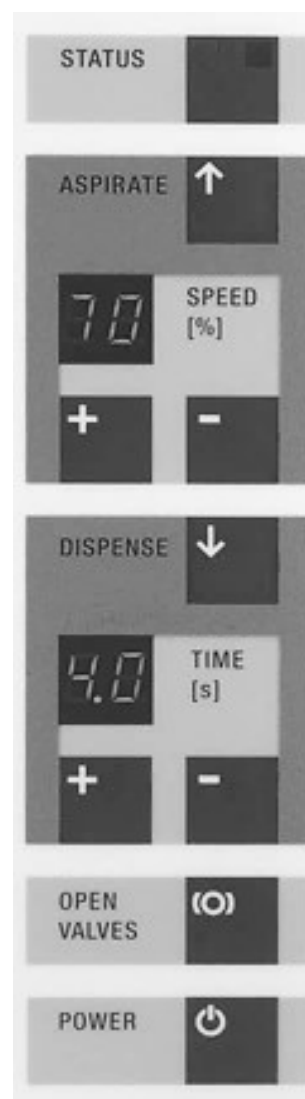 STATUS
ASPIRATE ↑
70 SPEED
[%]
+ -
DISPENSE ↓
4.0 TIME
[s]
+ -
OPEN
VALVES
POWER